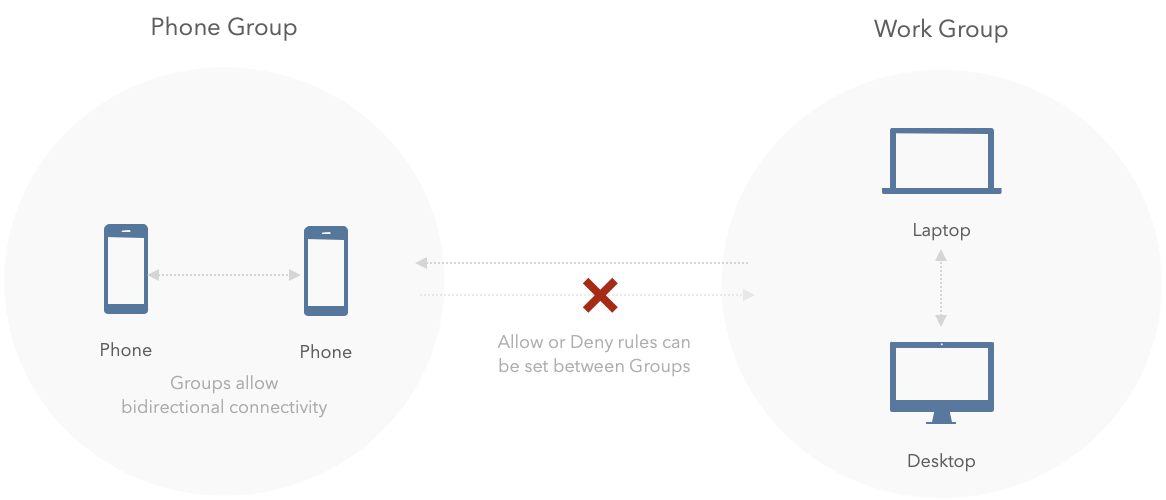 Phone Group
Work Group
Laptop
Phone
Phone
Allow or Deny rules can
be set between Groups
Groups allow
bidirectional connectivity
Desktop